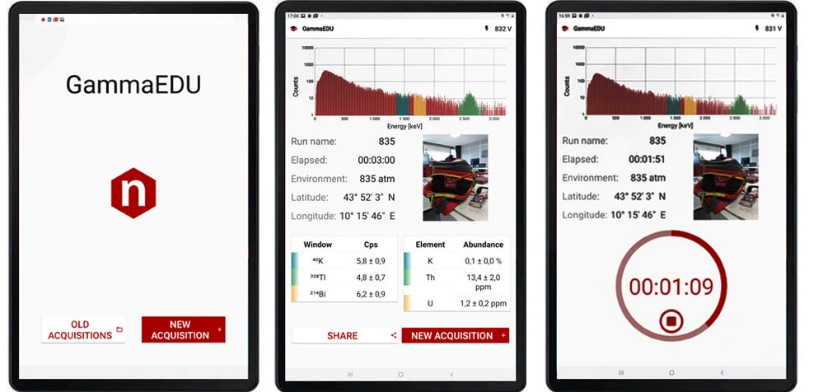 GammaEDU
n
OLD
ACQUISITIONS
NEW
ACQUISITION +
17:03
GammaEDU 832 V
10000
1000
100
10
1
Counts
0 500 1.000 1.500 2.000 2.500 3.000
Energy [keV]
Run name: 835
Elapsed: 00:03:00
Environment: 835 atm
Latitude: 43° 52' 3" N
Longitude: 10° 15' 46" E
Window Cps
⁴⁰K 5,8 ± 0,9
²⁰⁸Tl 4,8 ± 0,7
²¹⁴Bi 6,2 ± 0,9
Element Abundance
K 0,1 ± 0,0 %
Th 13,4 ± 2,0
ppm
U 1,2 ± 0,2 ppm
SHARE
NEW ACQUISITION +
16:59
GammaEDU 831 V
10000
1000
100
10
1
Counts
0 500 1.000 1.500 2.000 2.500 3.000
Energy [keV]
Run name: 835
Elapsed: 00:01:51
Environment: 835 atm
Latitude: 43° 52' 3" N
Longitude: 10° 15' 46" E
00:01:09